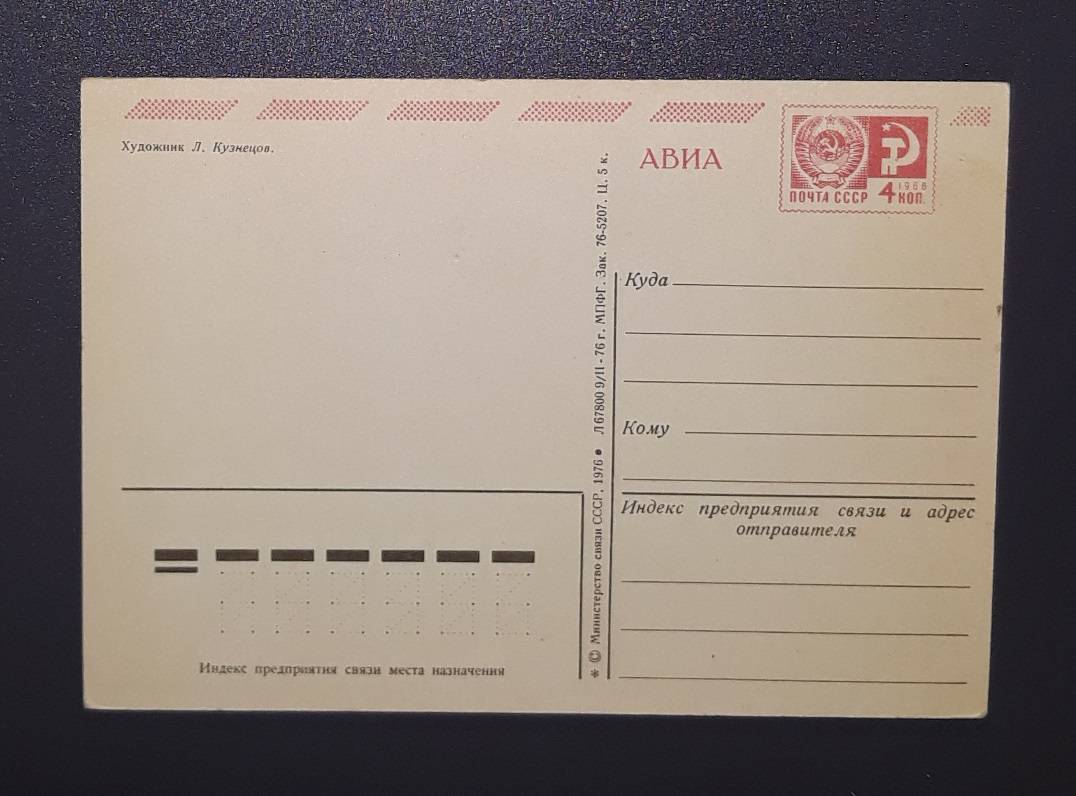 Художник Л. Кузнецов.
АВИА
ПОЧТА СССР
4 1966
КОП.
Куда
Кому
Индекс предприятия связи и адрес
отправителя
* © Министерство связи СССР, 1976 ● Л 67800 9/II - 76 г. МПФГ. Зак. 76-5207. Ц. 5 к.
Индекс предприятия связи места назначения